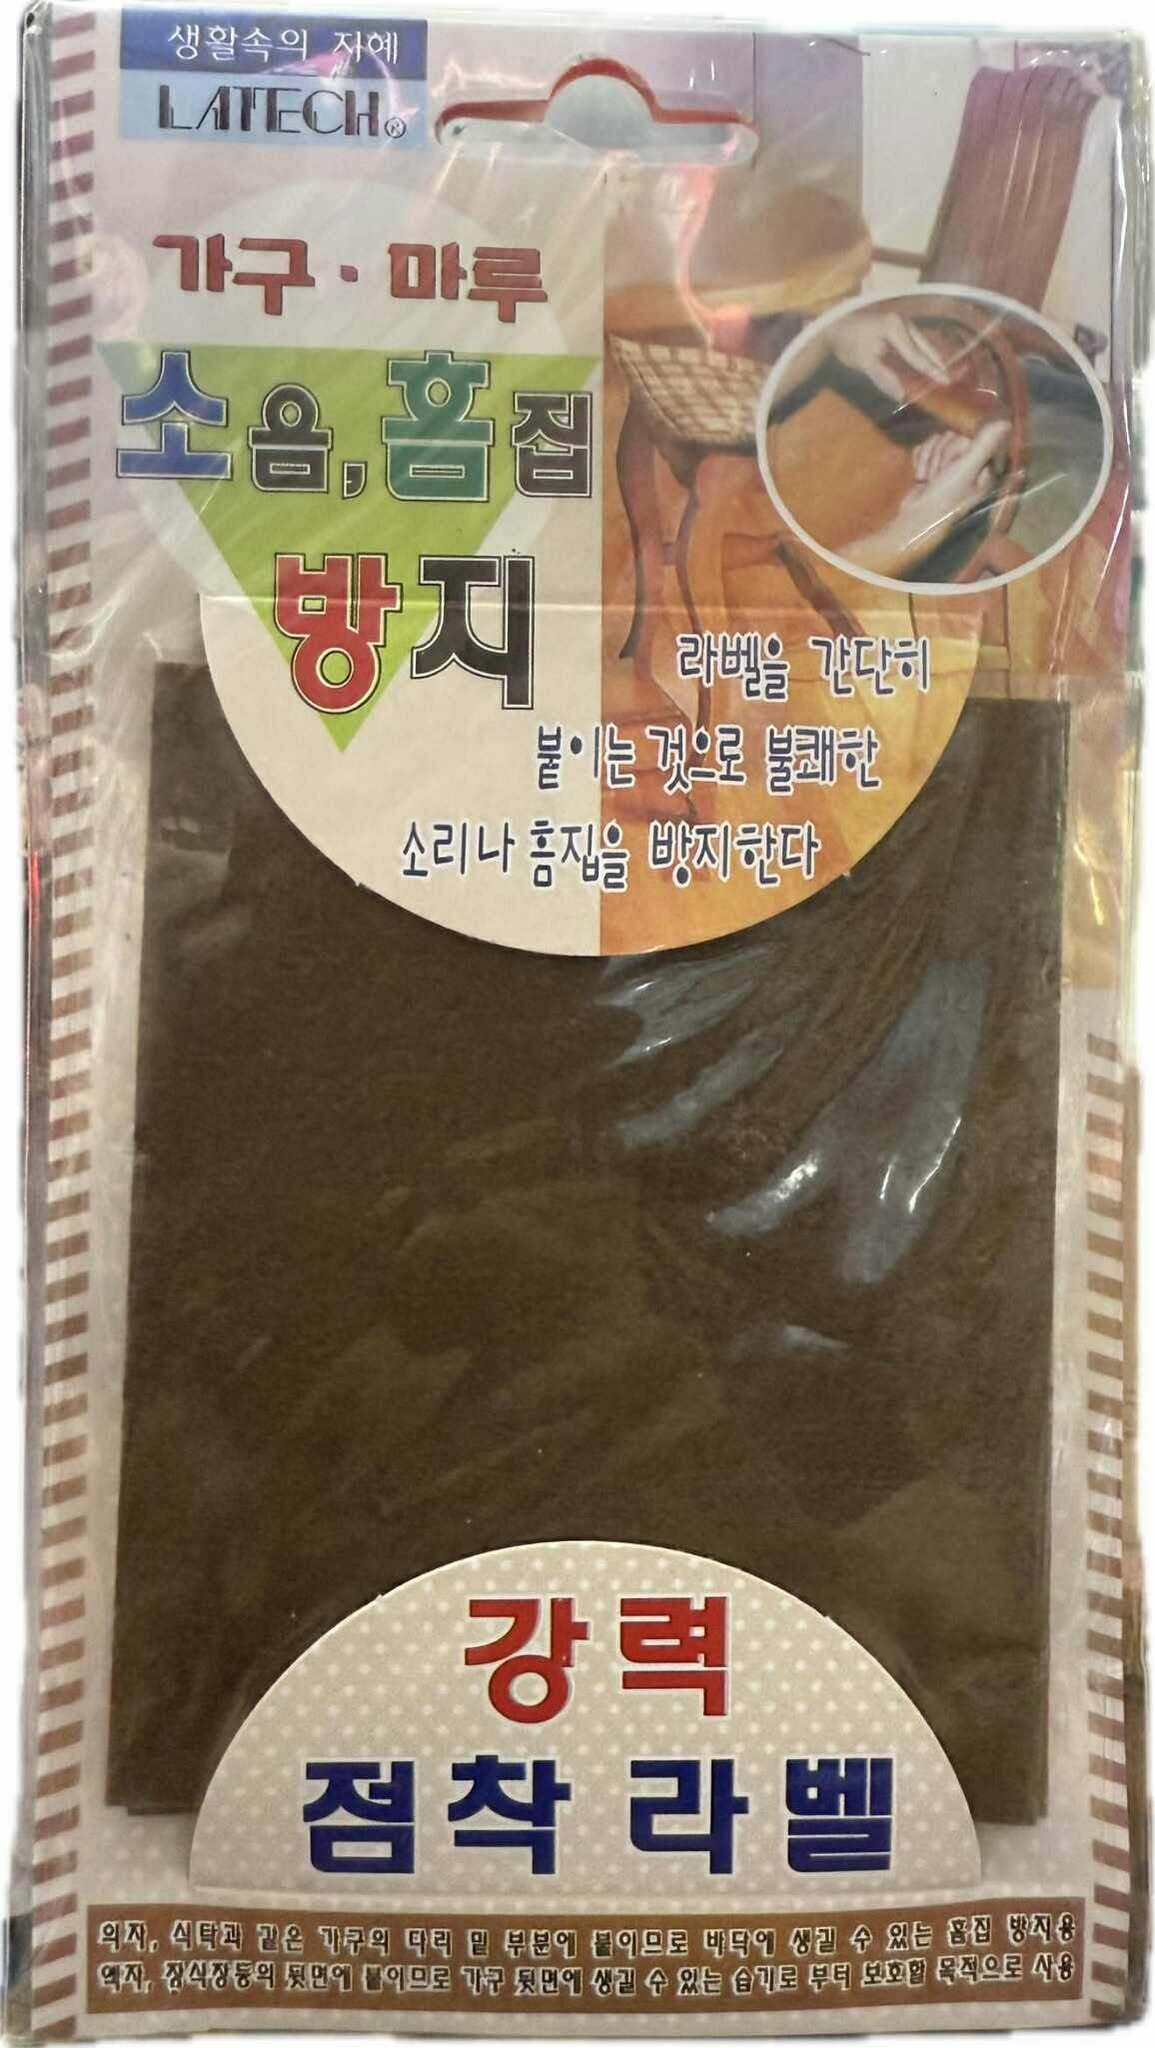 생활속의 지혜
LATECH®
가구·마루
소음,홈집
방지
라벨을 간단히
붙이는 것으로 불쾌한
소리나 홈집을 방지한다
강력
점착라벨
의자, 식탁과 같은 가구의 다리 밑 부분에 붙이므로 바닥에 생길 수 있는 홈집 방지용
액자, 장식장등의 뒷면에 붙이므로 가구 뒷면에 생길 수 있는 습기로 부터 보호할 목적으로 사용